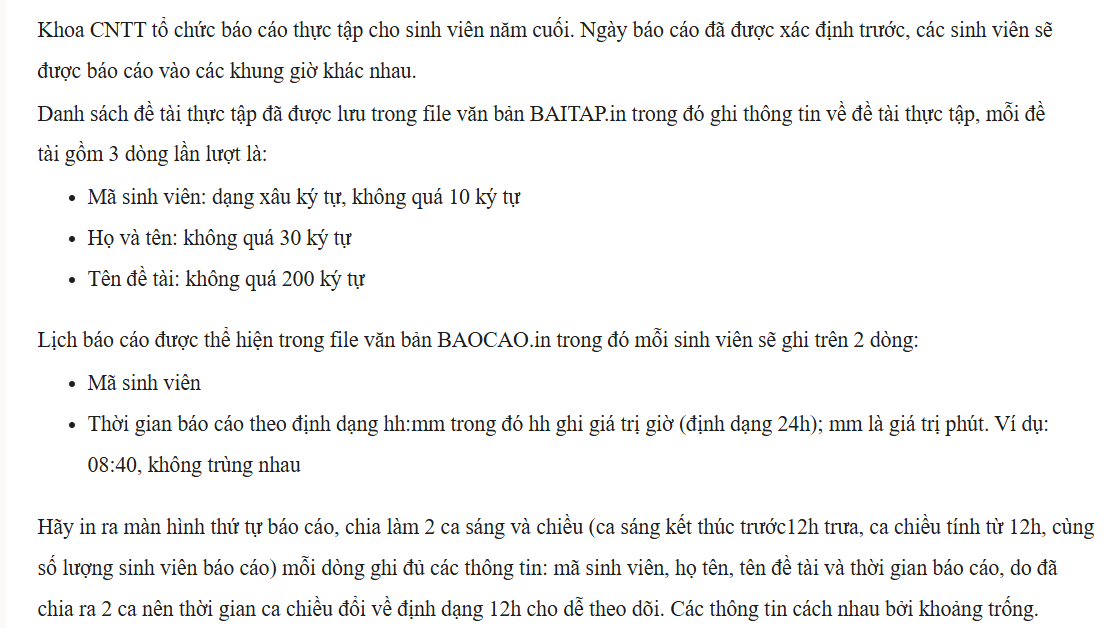 Khoa CNTT tổ chức báo cáo thực tập cho sinh viên năm cuối. Ngày báo cáo đã được xác định trước, các sinh viên sẽ
được báo cáo vào các khung giờ khác nhau.
Danh sách đề tài thực tập đã được lưu trong file văn bản BAITAP.in trong đó ghi thông tin về đề tài thực tập, mỗi đề
tài gồm 3 dòng lần lượt là:
• Mã sinh viên: dạng xâu ký tự, không quá 10 ký tự
• Họ và tên: không quá 30 ký tự
• Tên đề tài: không quá 200 ký tự
Lịch báo cáo được thể hiện trong file văn bản BAOCAO.in trong đó mỗi sinh viên sẽ ghi trên 2 dòng:
• Mã sinh viên
• Thời gian báo cáo theo định dạng hh:mm trong đó hh ghi giá trị giờ (định dạng 24h); mm là giá trị phút. Ví dụ:
08:40, không trùng nhau
Hãy in ra màn hình thứ tự báo cáo, chia làm 2 ca sáng và chiều (ca sáng kết thúc trước12h trưa, ca chiều tính từ 12h, cùng
số lượng sinh viên báo cáo) mỗi dòng ghi đủ các thông tin: mã sinh viên, họ tên, tên đề tài và thời gian báo cáo, do đã
chia ra 2 ca nên thời gian ca chiều đổi về định dạng 12h cho dễ theo dõi. Các thông tin cách nhau bởi khoảng trống.